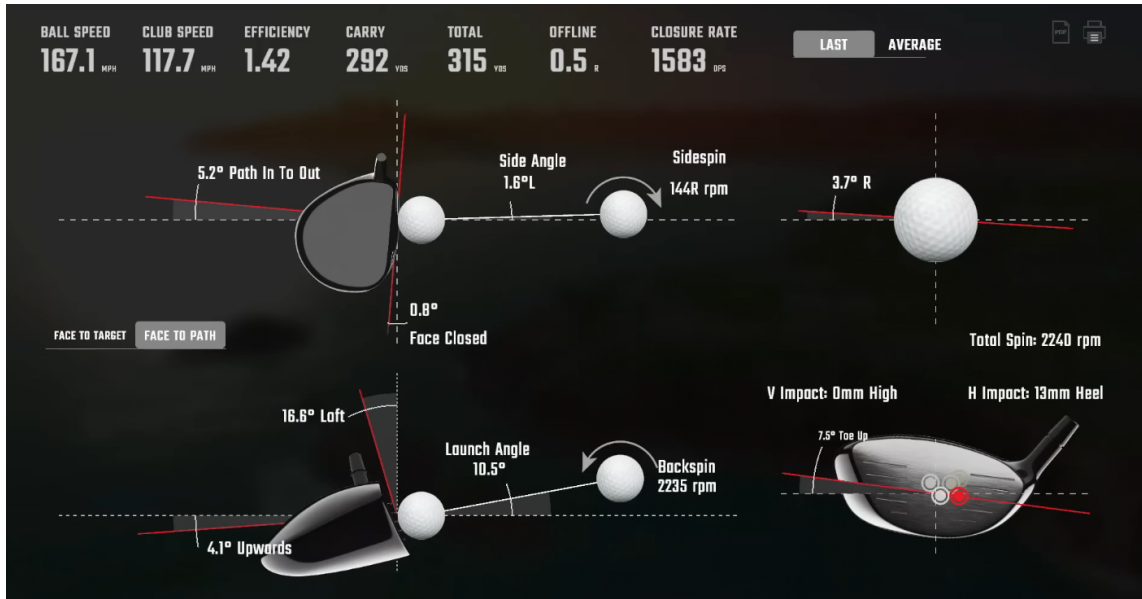 BALL SPEED CLUB SPEED EFFICIENCY CARRY TOTAL OFFLINE CLOSURE RATE
167.1 MPH 117.7 MPH 1.42 292 YDS 315 YDS 0.5 R 1583 DPS
LAST AVERAGE
PDF
5.2° Path In To Out
Side Angle
1.6°L
Sidespin
144R rpm
3.7° R
0.8°
Face Closed
FACE TO TARGET FACE TO PATH
Total Spin: 2240 rpm
16.6° Loft
Launch Angle
10.5°
Backspin
2235 rpm
4.1° Upwards
V Impact: 0mm High H Impact: 13mm Heel
7.5° Toe Up